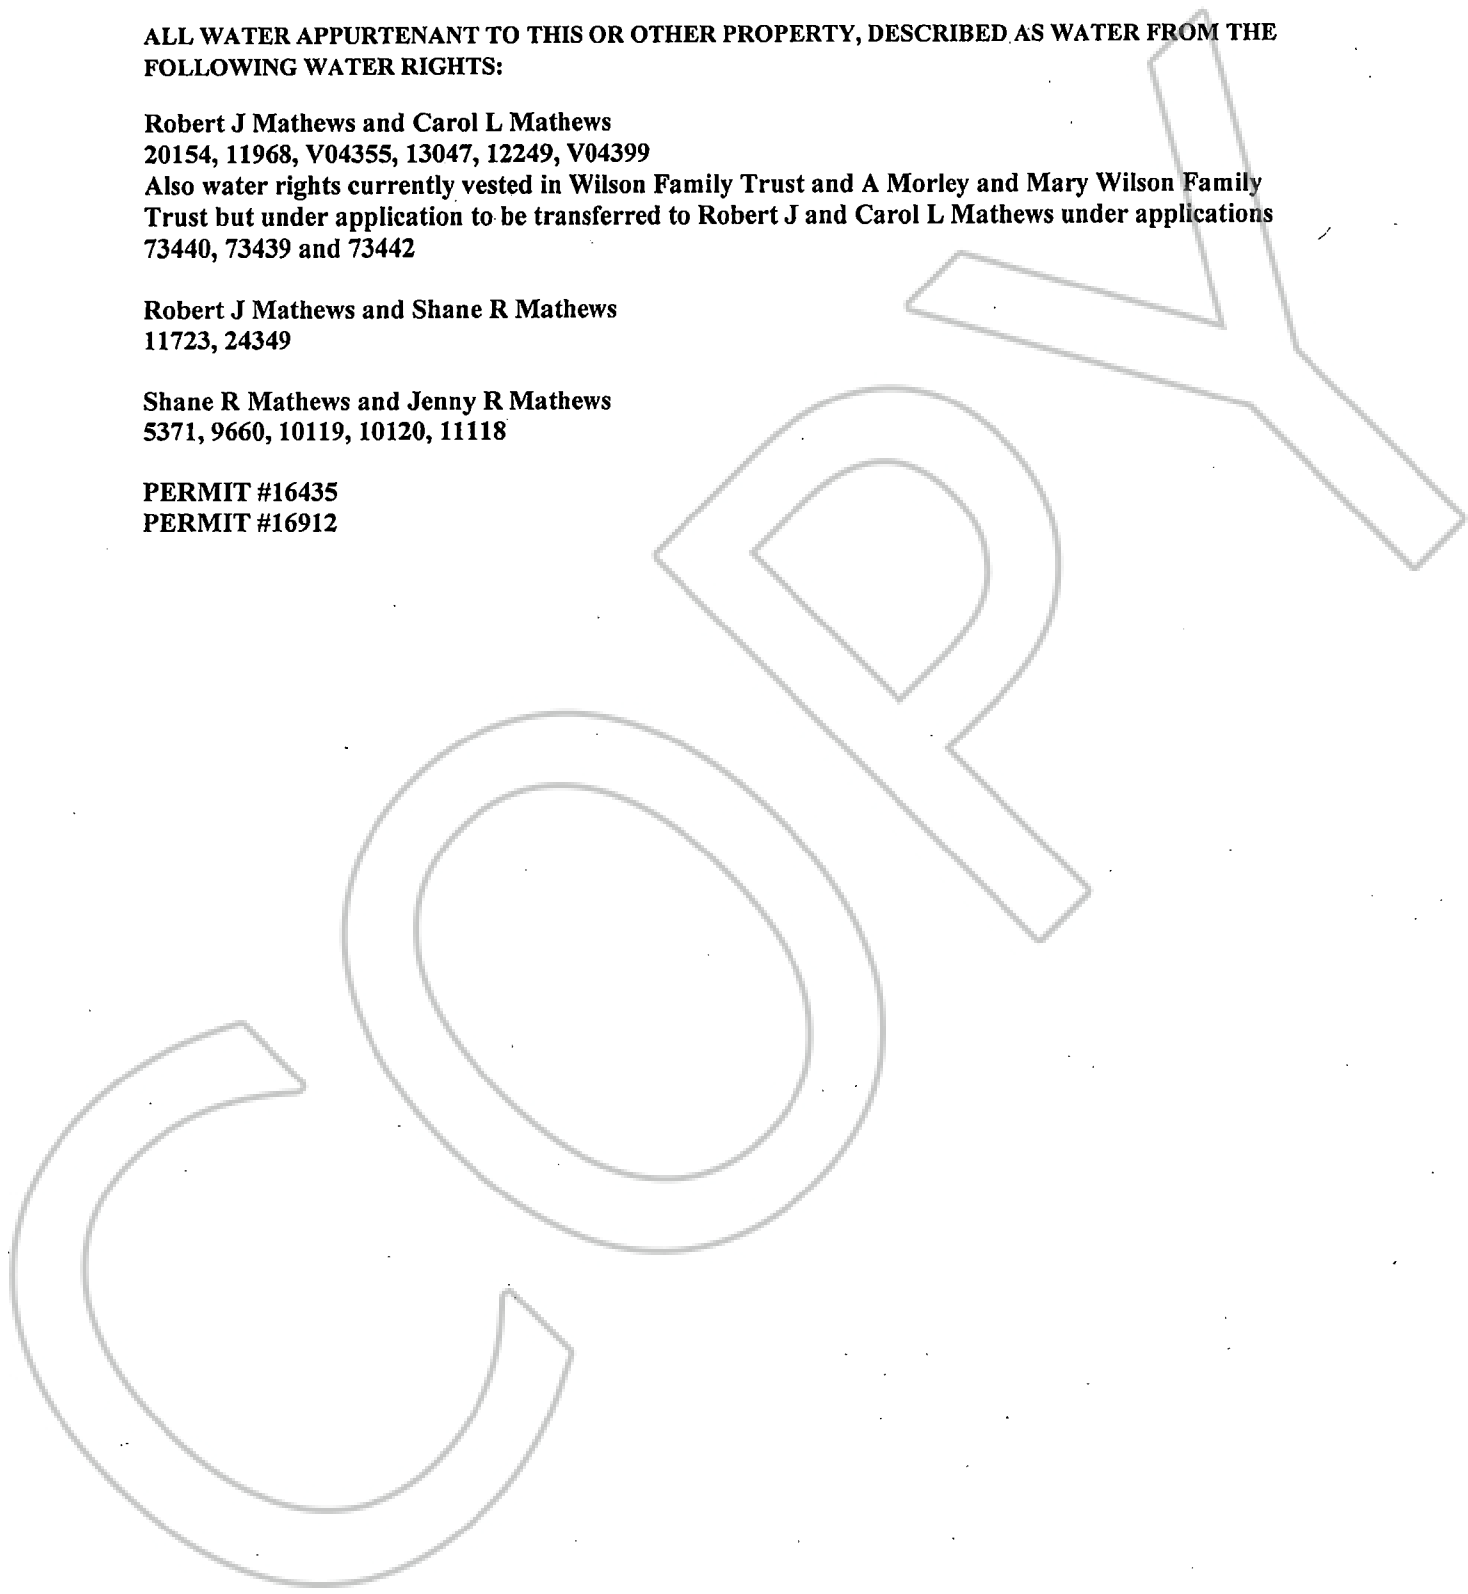 ALL WATER APPURTENANT TO THIS OR OTHER PROPERTY, DESCRIBED AS WATER FROM THE
FOLLOWING WATER RIGHTS:
Robert J Mathews and Carol L Mathews
20154, 11968, V04355, 13047, 12249, V04399
Also water rights currently vested in Wilson Family Trust and A Morley and Mary Wilson Family
Trust but under application to be transferred to Robert J and Carol L Mathews under applications
73440, 73439 and 73442
Robert J Mathews and Shane R Mathews
11723, 24349
Shane R Mathews and Jenny R Mathews
5371, 9660, 10119, 10120, 11118
PERMIT #16435
PERMIT #16912
COPY